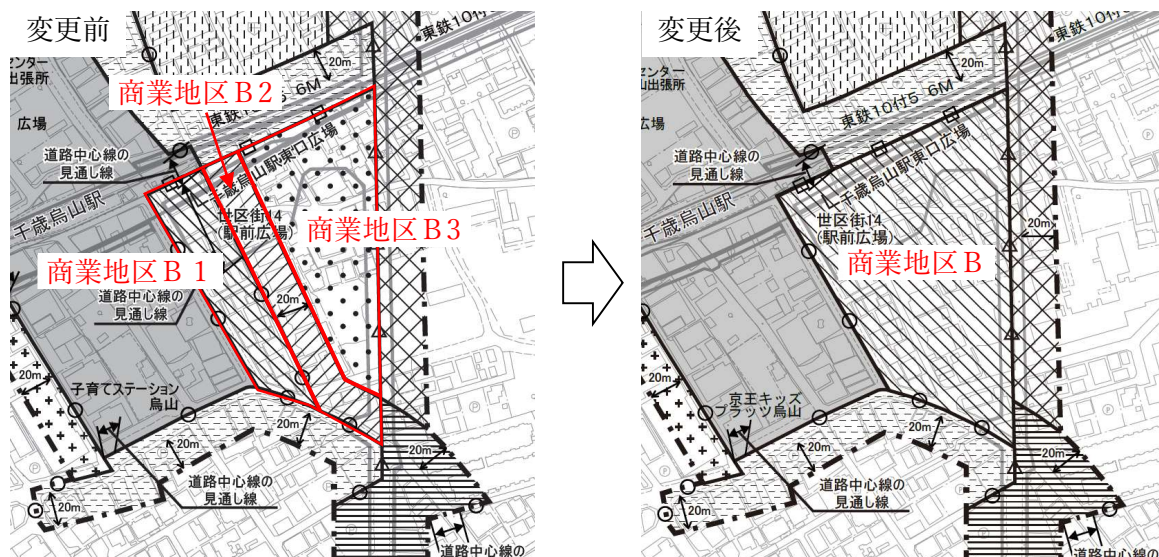 変更前
東鉄10付
20m
センター
出張所
商業地区B2
東鉄10付5 6M
広場
道路中心線の
見通し線
千歳烏山駅東口広場
千歳烏山駅
世区街14
(駅前広場)
商業地区B3
商業地区B1
道路中心線の
見通し線
20m
20m
子育てステーション
烏山
20m
20m
20m
道路中心線の
見通し線
20m
道路中心線の
変更後
東鉄10付
20m
センター
出張所
東鉄10付5 6M
広場
道路中心線の
見通し線
千歳烏山駅東口広場
千歳烏山駅
世区街14
(駅前広場)
20m
商業地区B
20m
京王キッズ
プラッツ烏山
20m
20m
20m
道路中心線の
見通し線
20m
道路中心線の